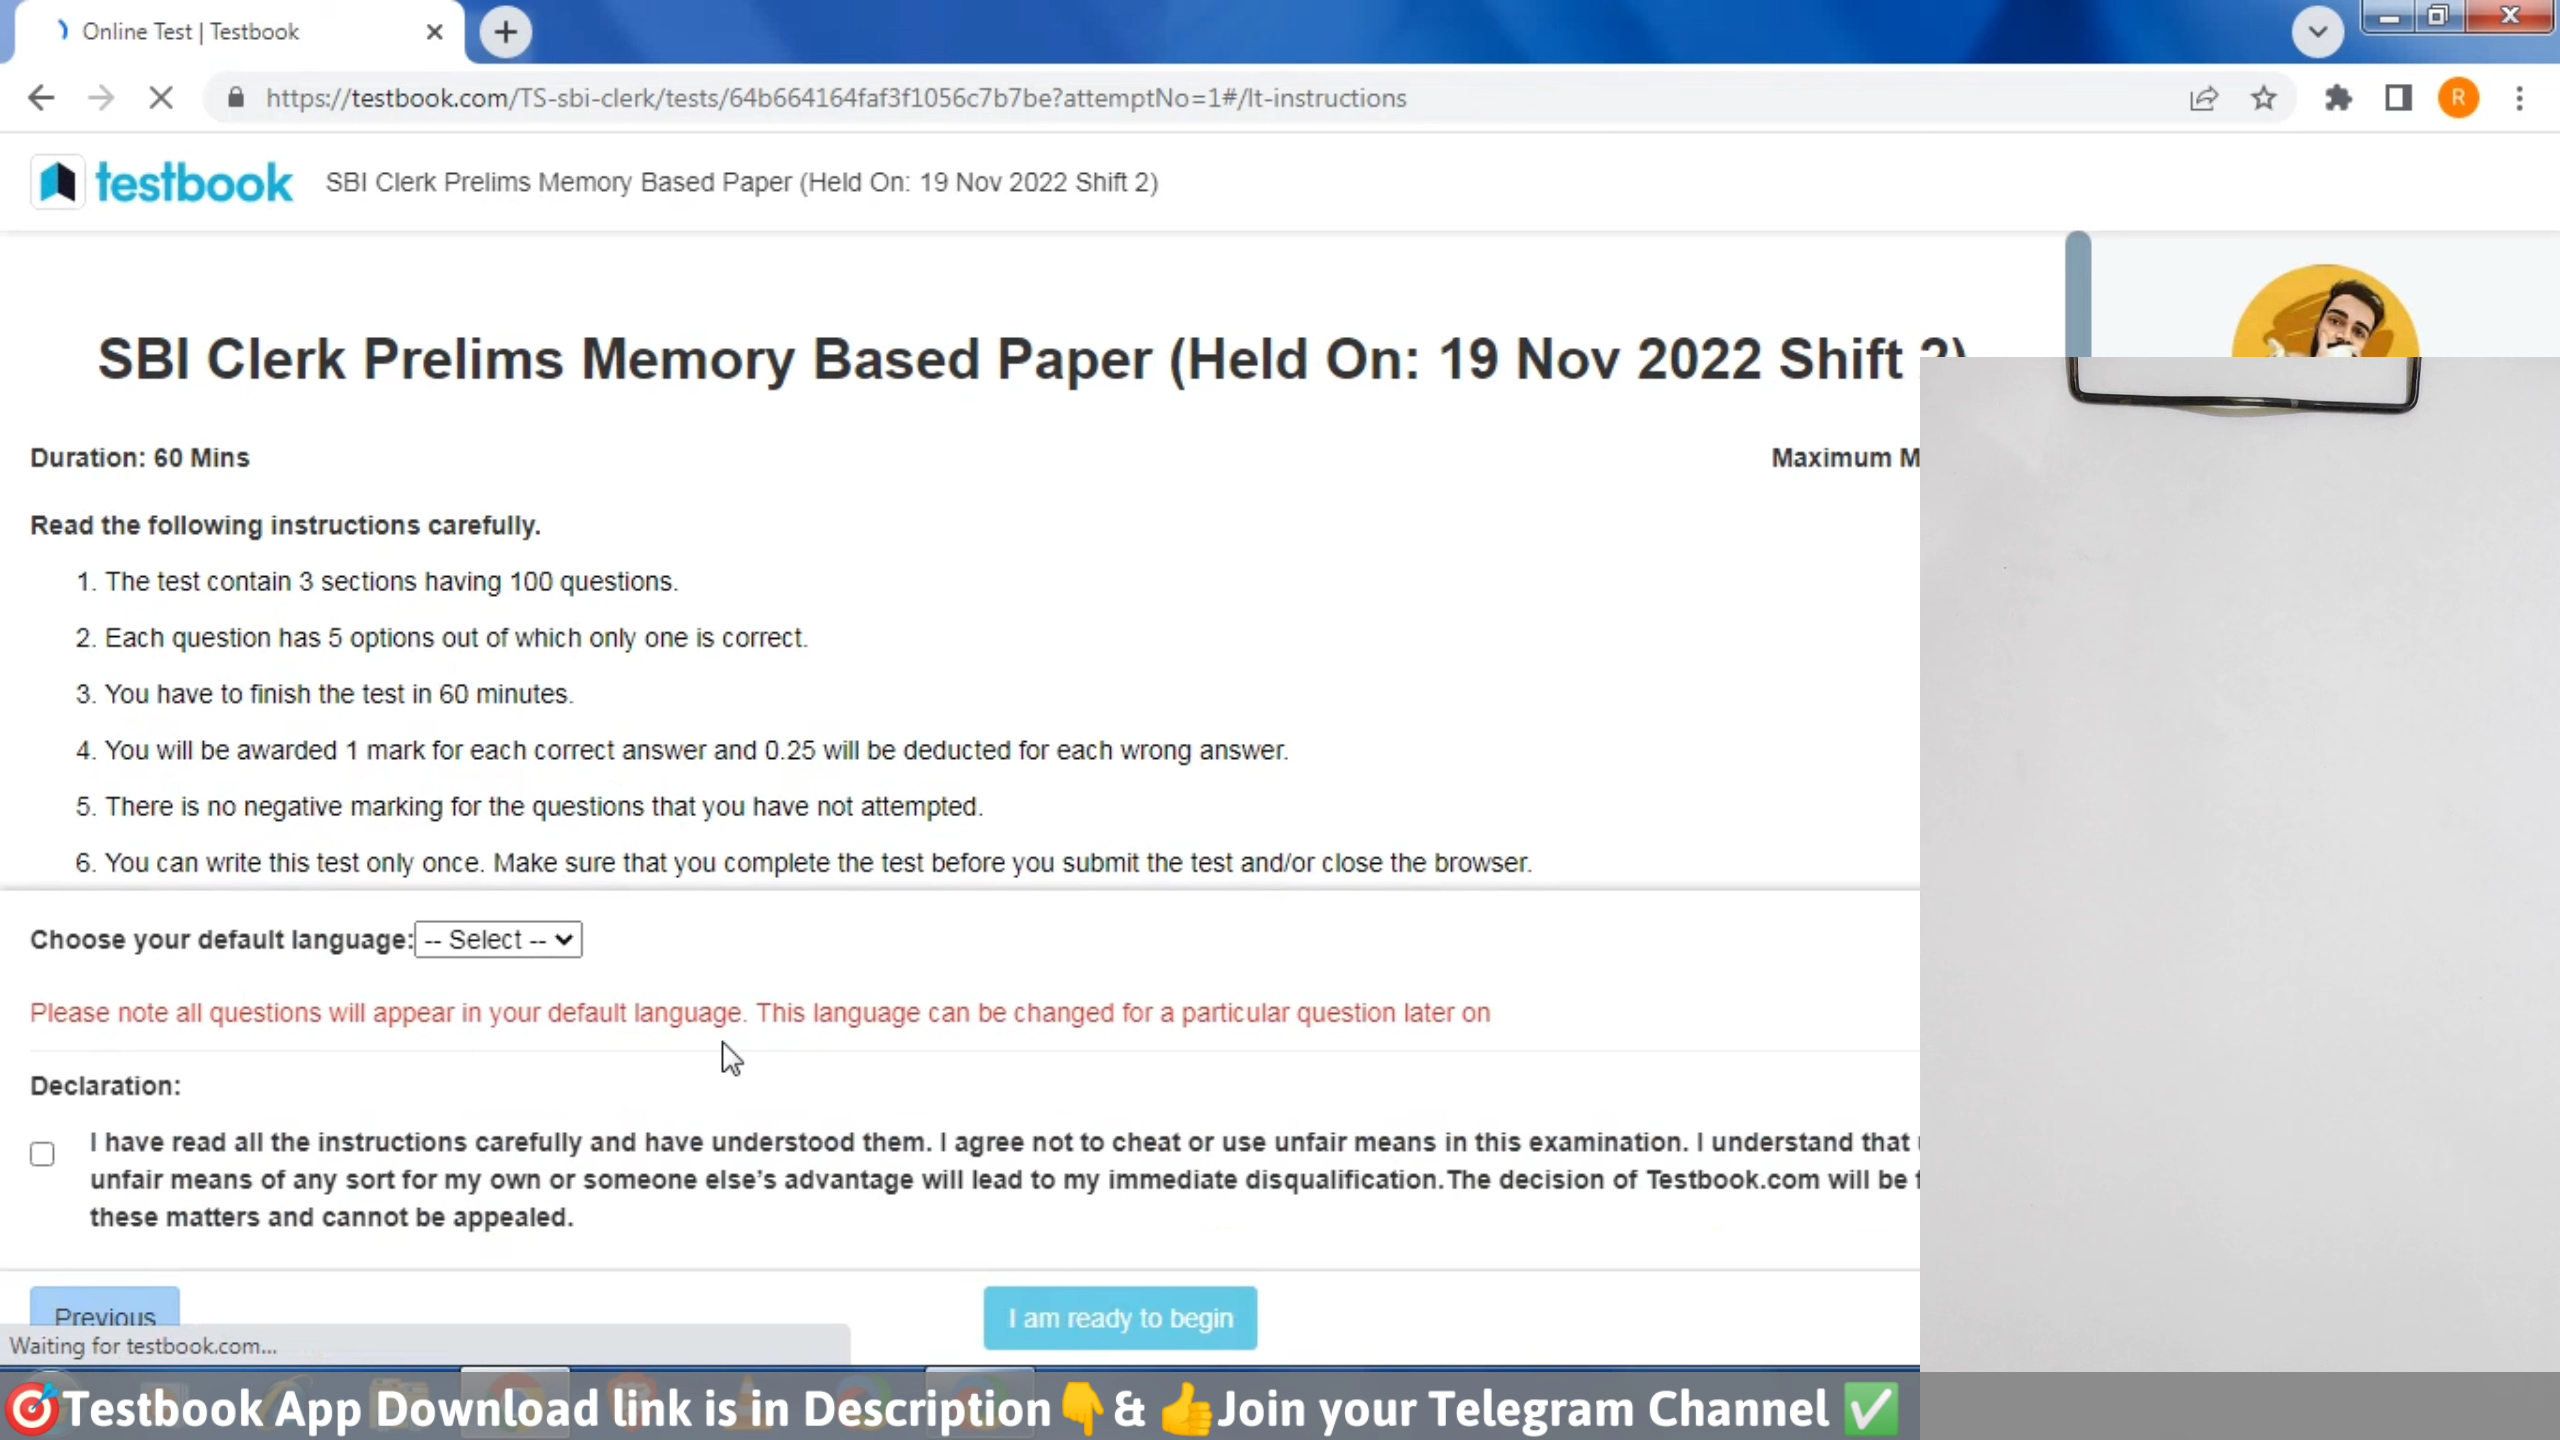 Online Test | Testbook
https://testbook.com/TS-sbi-clerk/tests/64b664164faf3f1056c7b7be?attemptNo=1#/lt-instructions
R
testbook
SBI Clerk Prelims Memory Based Paper (Held On: 19 Nov 2022 Shift 2)
SBI Clerk Prelims Memory Based Paper (Held On: 19 Nov 2022 Shift 2)
Duration: 60 Mins
Maximum M
Read the following instructions carefully.
1. The test contain 3 sections having 100 questions.
2. Each question has 5 options out of which only one is correct.
3. You have to finish the test in 60 minutes.
4. You will be awarded 1 mark for each correct answer and 0.25 will be deducted for each wrong answer.
5. There is no negative marking for the questions that you have not attempted.
6. You can write this test only once. Make sure that you complete the test before you submit the test and/or close the browser.
Choose your default language: -- Select --
Please note all questions will appear in your default language. This language can be changed for a particular question later on
Declaration:
I have read all the instructions carefully and have understood them. I agree not to cheat or use unfair means in this examination. I understand that
unfair means of any sort for my own or someone else's advantage will lead to my immediate disqualification.The decision of Testbook.com will be
these matters and cannot be appealed.
Previous
I am ready to begin
Waiting for testbook.com...
🎯Testbook App Download link is in Description👇& 👍Join your Telegram Channel ✅